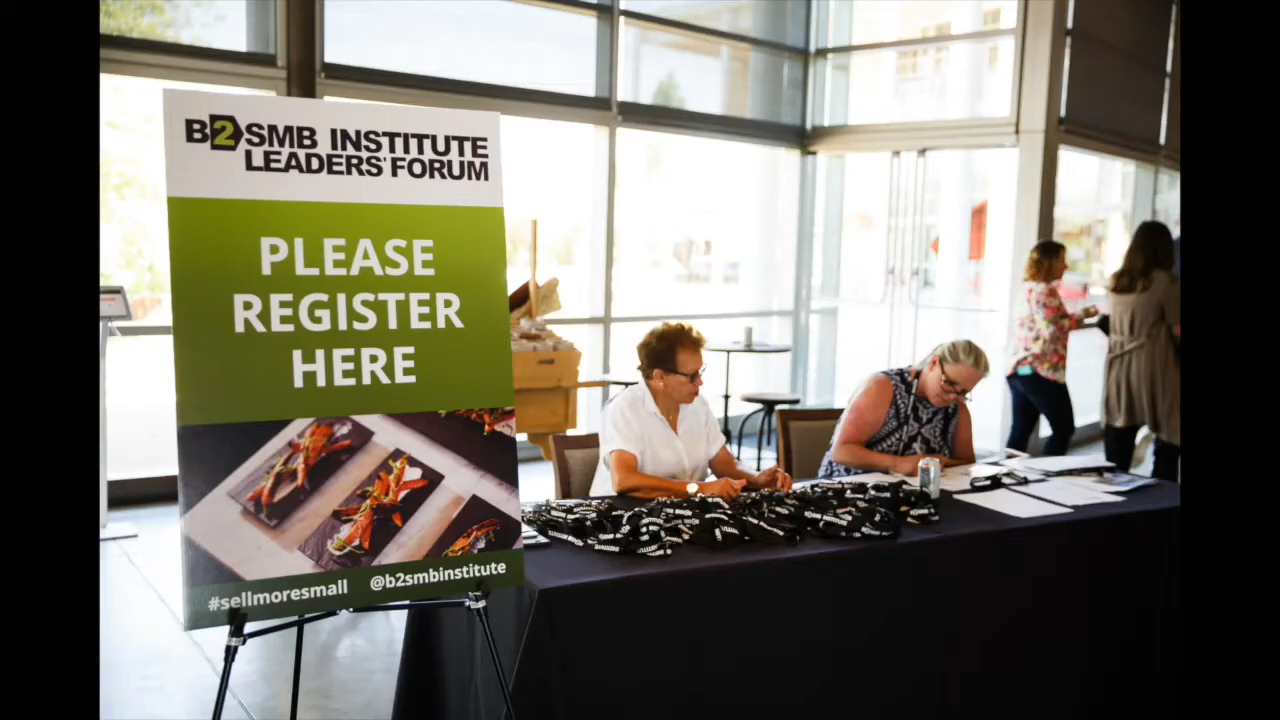 B2SMB INSTITUTE
LEADERS' FORUM
PLEASE
REGISTER
HERE
#sellmoresmall @b2smbinstitute